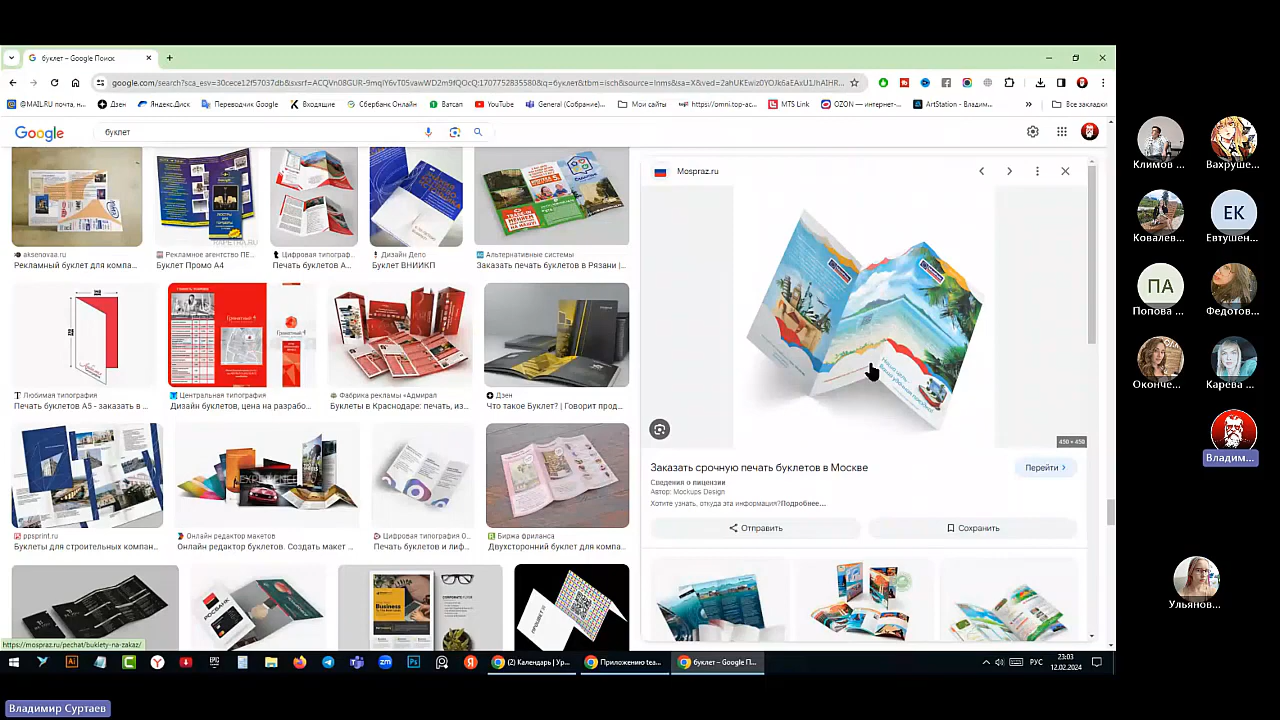 буклет – Google Поиск
google.com/search?sca_esv=30cece12f57037db&sxsrf=ACQVn08GUR-9mqIY6vT05vawWD2m9fQOcQ:1707752835580&q=буклет&tbm=isch&source=lnms&sa=X&ved=2ahUKEwiz0YOJk6aEAxU1JhAIHR...
@MAIL.RU почта, н...
Дзен
Яндекс.Диск
Переводчик Google
Входящие
Сбербанк Онлайн
Ватсап
YouTube
General (Собрание)...
Мои сайты
https://omni.top-ac...
MTS Link
OZON — интернет-...
ArtStation - Владим...
»
Все закладки
Google
буклет
Mospraz.ru
RAPETRA.RU
aksenovaa.ru
Рекламный буклет для компа...
Рекламное агентство ПЕ...
Буклет Промо А4
Цифровая типограф...
Печать буклетов А...
Дизайн Депо
Буклет ВНИИКП
Альтернативные системы
Заказать печать буклетов в Рязани |...
Любимая типография
Печать буклетов А5 - заказать в ...
Центральная типография
Дизайн буклетов, цена на разрабо...
Фабрика рекламы «Адмирал
Буклеты в Краснодаре: печать, из...
Дзен
Что такое Буклет? | Говорит прод...
450 × 450
Заказать срочную печать буклетов в Москве
Перейти ›
Сведения о лицензии
Автор: Mockups Design
Хотите узнать, откуда эта информация?Подробнее...
Отправить
Сохранить
ppsprint.ru
Буклеты для строительных компан...
Онлайн редактор макетов
Онлайн редактор буклетов. Создать макет ...
Цифровая типография О...
Печать буклетов и лиф...
Биржа фриланса
Двухсторонний буклет для компа...
РОСБАНК
Business
https://mospraz.ru/pechat/buklety-na-zakaz/
(2) Календарь | Ур...
Приложению tea...
буклет – Google П...
РУС
23:03
12.02.2024
Климов ...
Вахруше...
Ковалев...
ЕК
Евтушен...
ПА
Попова ...
Федотов...
Оконче...
Карева ...
Владим...
Ульянов...
Владимир Суртаев